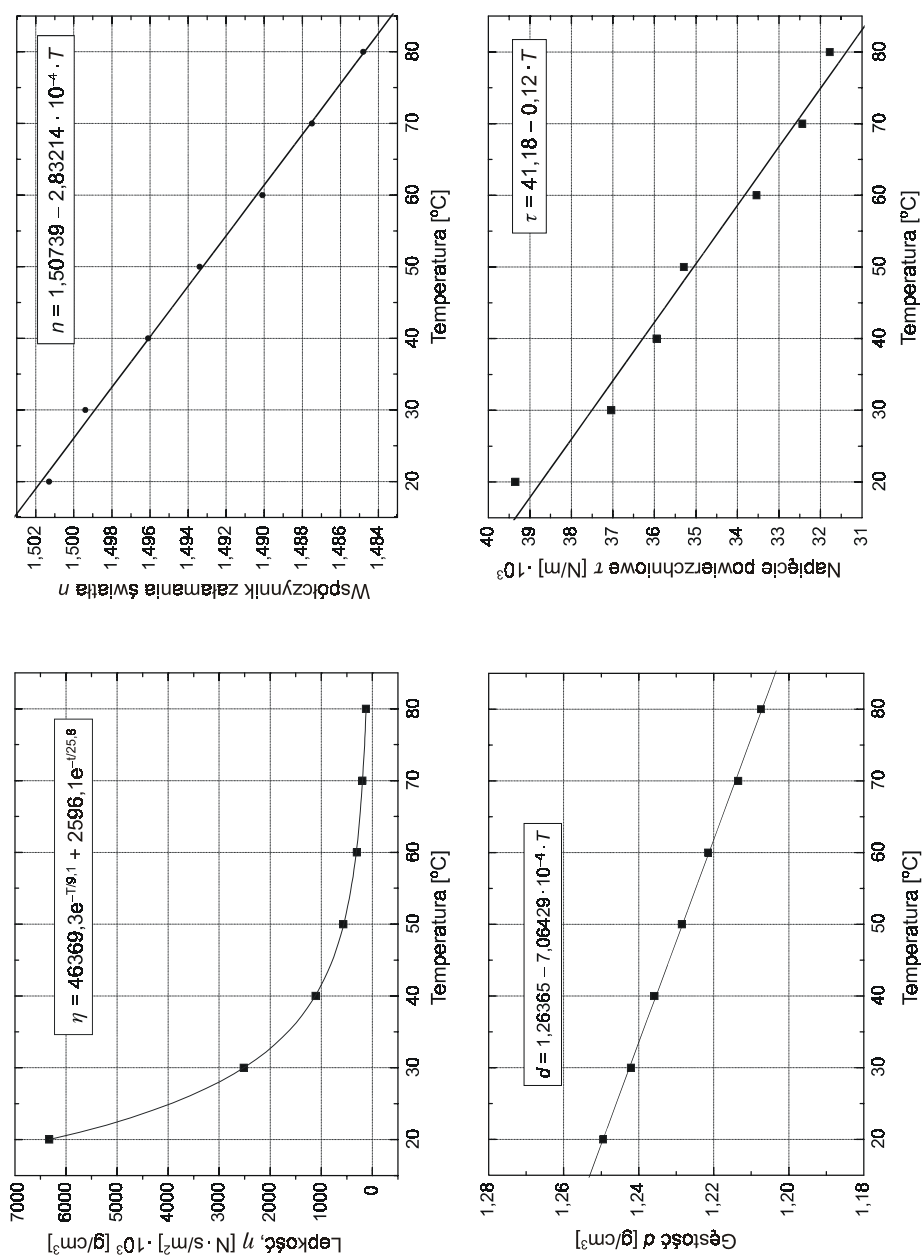 Lepkość, η [N·s/m²]·10³ [g/cm³]
7000
6000
5000
4000
3000
2000
1000
0
η = 46369,3e^–T/9,1 + 2596,1e^–t/25,8
20 30 40 50 60 70 80
Temperatura [ºC]
Współczynnik załamania światła n
1,502
1,500
1,498
1,496
1,494
1,492
1,490
1,488
1,486
1,484
n = 1,50739 – 2,83214 · 10⁻⁴ · T
20 30 40 50 60 70 80
Temperatura [ºC]
Gęstość d [g/cm³]
1,28
1,26
1,24
1,22
1,20
1,18
d = 1,26365 – 7,06429 · 10⁻⁴ · T
20 30 40 50 60 70 80
Temperatura [ºC]
Napięcie powierzchniowe τ [N/m]·10³
40
39
38
37
36
35
34
33
32
31
τ = 41,18 – 0,12 · T
20 30 40 50 60 70 80
Temperatura [ºC]